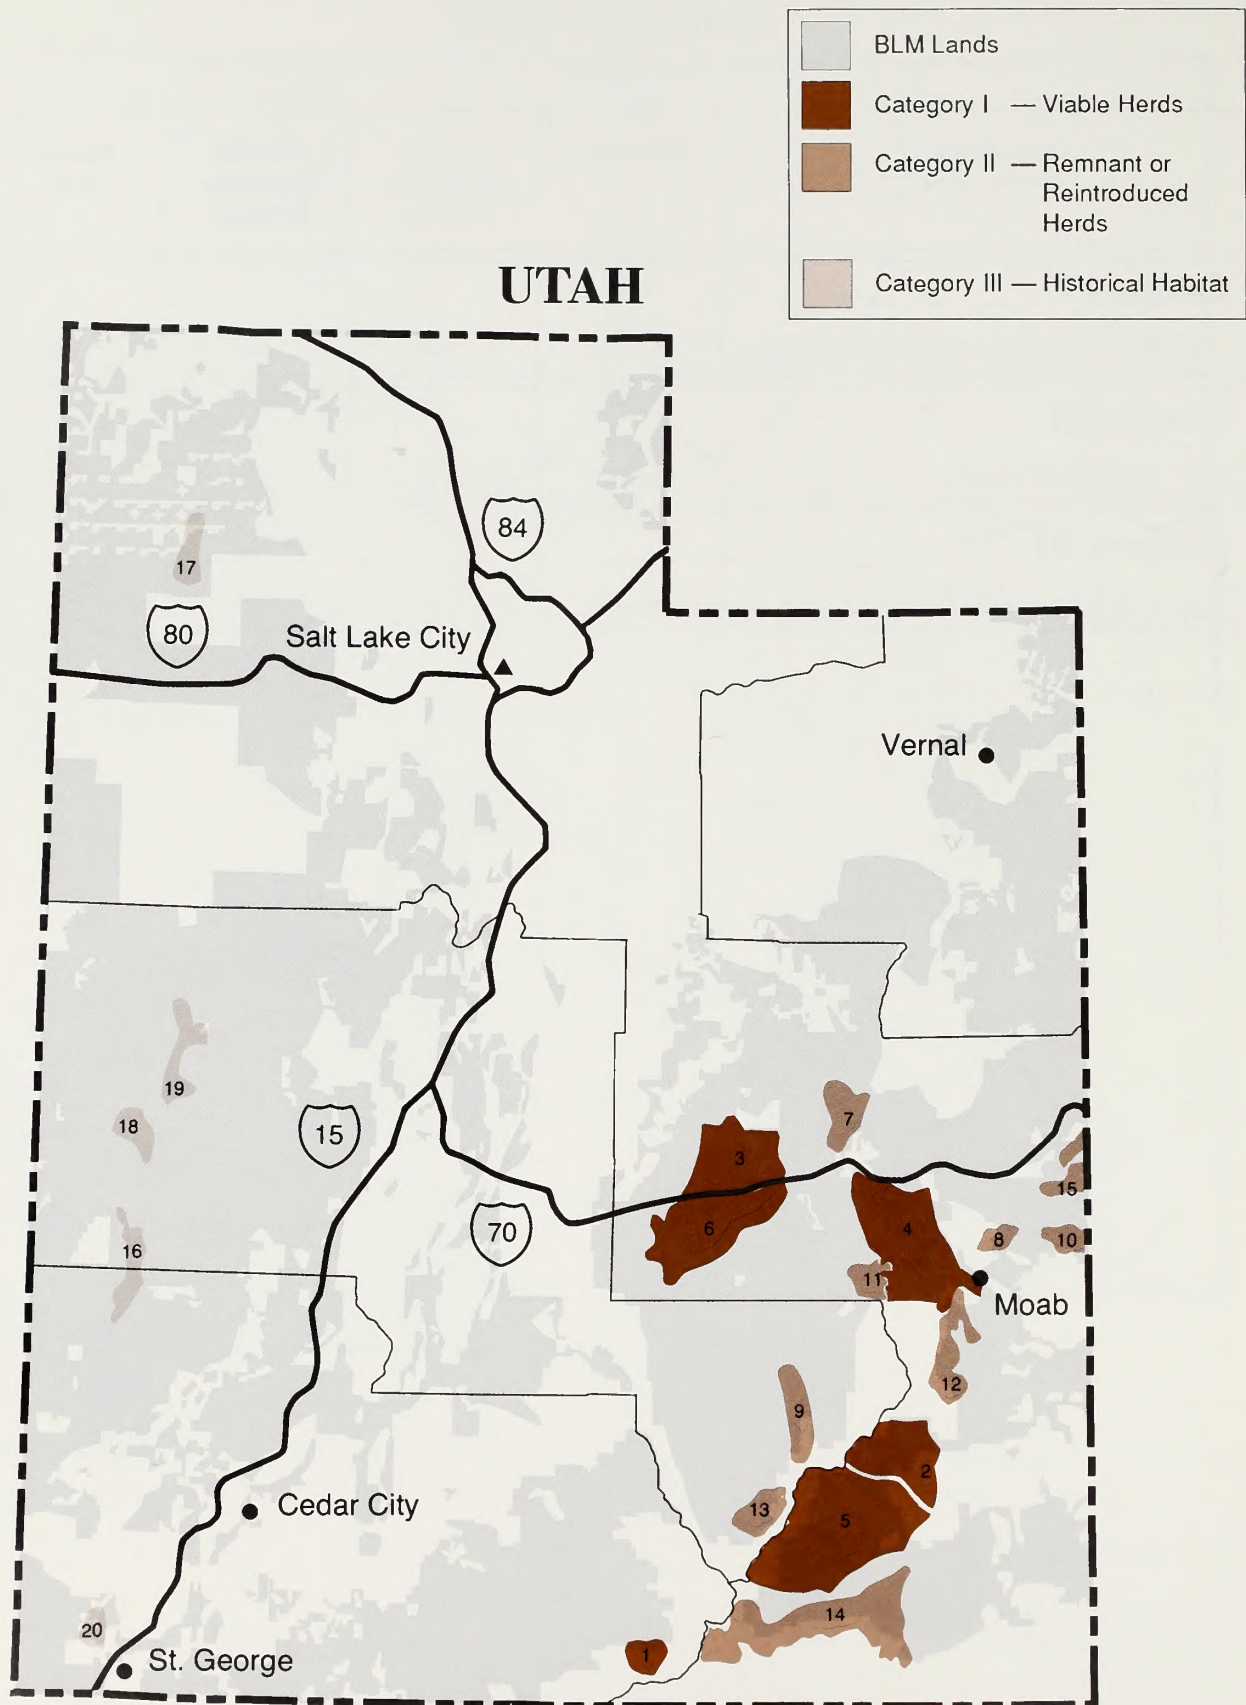 BLM Lands
Category I — Viable Herds
Category II — Remnant or
Reintroduced
Herds
Category III — Historical Habitat
UTAH
84
17
80
Salt Lake City
Vernal
19
18
15
7
3
15
16
70
6
4
8
10
11
Moab
12
9
2
13
5
Cedar City
14
20
1
St. George